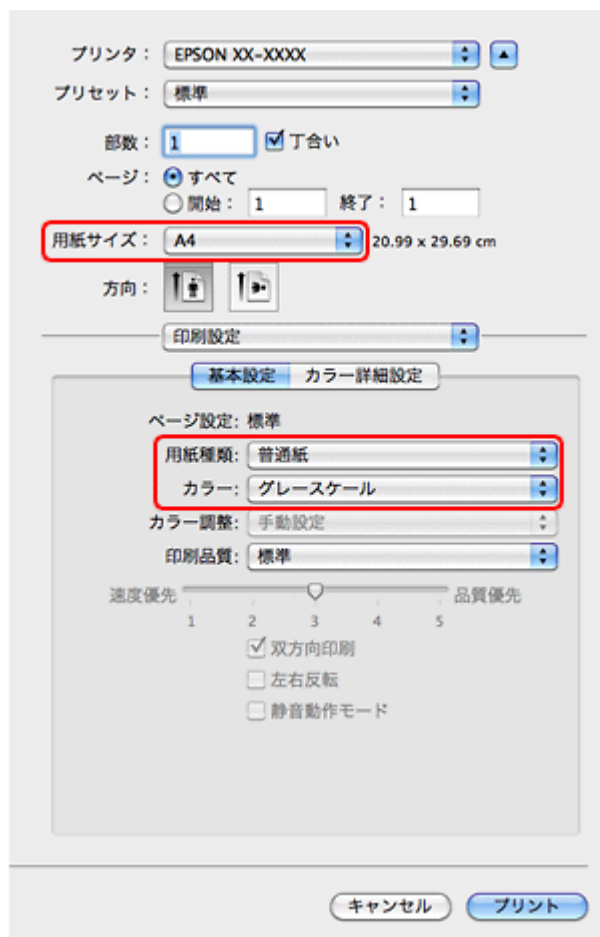 プリンタ： EPSON XX-XXXX
プリセット： 標準
部数： 1 丁合い
ページ： すべて
開始： 1 終了： 1
用紙サイズ： A4 20.99 x 29.69 cm
方向：
印刷設定
基本設定 カラー詳細設定
ページ設定: 標準
用紙種類: 普通紙
カラー: グレースケール
カラー調整: 手動設定
印刷品質: 標準
速度優先 品質優先
1 2 3 4 5
双方向印刷
左右反転
静音動作モード
キャンセル プリント